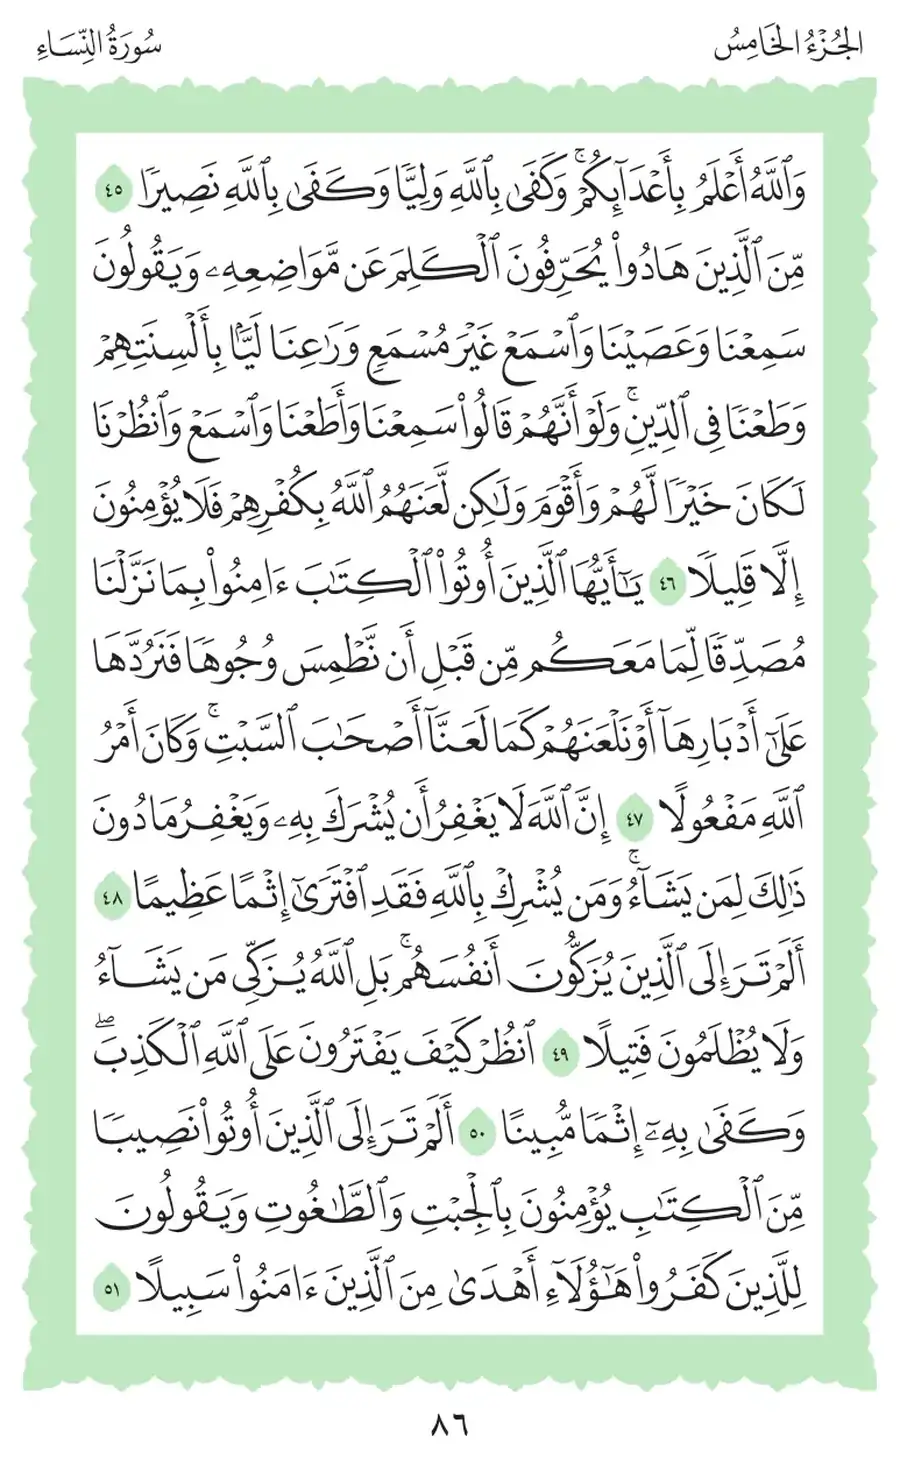 الجُزْءُ الخَامِسُ
سُورَةُ النِّسَاءِ
وَٱللَّهُ أَعْلَمُ بِأَعْدَآئِكُمْۚ وَكَفَىٰ بِٱللَّهِ وَلِيًّا وَكَفَىٰ بِٱللَّهِ نَصِيرًا ٤٥
مِّنَ ٱلَّذِينَ هَادُوا۟ يُحَرِّفُونَ ٱلْكَلِمَ عَن مَّوَاضِعِهِۦ وَيَقُولُونَ
سَمِعْنَا وَعَصَيْنَا وَٱسْمَعْ غَيْرَ مُسْمَعٍ وَرَٰعِنَا لَيًّۢا بِأَلْسِنَتِهِمْ
وَطَعْنًا فِى ٱلدِّينِۚ وَلَوْ أَنَّهُمْ قَالُوا۟ سَمِعْنَا وَأَطَعْنَا وَٱسْمَعْ وَٱنظُرْنَا
لَكَانَ خَيْرًا لَّهُمْ وَأَقْوَمَ وَلَٰكِن لَّعَنَهُمُ ٱللَّهُ بِكُفْرِهِمْ فَلَا يُؤْمِنُونَ
إِلَّا قَلِيلًا ٤٦ يَٰٓأَيُّهَا ٱلَّذِينَ أُوتُوا۟ ٱلْكِتَٰبَ ءَامِنُوا۟ بِمَا نَزَّلْنَا
مُصَدِّقًا لِّمَا مَعَكُم مِّن قَبْلِ أَن نَّطْمِسَ وُجُوهًا فَنَرُدَّهَا
عَلَىٰٓ أَدْبَارِهَآ أَوْ نَلْعَنَهُمْ كَمَا لَعَنَّآ أَصْحَٰبَ ٱلسَّبْتِۚ وَكَانَ أَمْرُ
ٱللَّهِ مَفْعُولًا ٤٧ إِنَّ ٱللَّهَ لَا يَغْفِرُ أَن يُشْرَكَ بِهِۦ وَيَغْفِرُ مَا دُونَ
ذَٰلِكَ لِمَن يَشَآءُۚ وَمَن يُشْرِكْ بِٱللَّهِ فَقَدِ ٱفْتَرَىٰٓ إِثْمًا عَظِيمًا ٤٨
أَلَمْ تَرَ إِلَى ٱلَّذِينَ يُزَكُّونَ أَنفُسَهُمۚ بَلِ ٱللَّهُ يُزَكِّى مَن يَشَآءُ
وَلَا يُظْلَمُونَ فَتِيلًا ٤٩ ٱنظُرْ كَيْفَ يَفْتَرُونَ عَلَى ٱللَّهِ ٱلْكَذِبَۖ
وَكَفَىٰ بِهِۦٓ إِثْمًا مُّبِينًا ٥٠ أَلَمْ تَرَ إِلَى ٱلَّذِينَ أُوتُوا۟ نَصِيبًا
مِّنَ ٱلْكِتَٰبِ يُؤْمِنُونَ بِٱلْجِبْتِ وَٱلطَّٰغُوتِ وَيَقُولُونَ
لِلَّذِينَ كَفَرُوا۟ هَٰٓؤُلَآءِ أَهْدَىٰ مِنَ ٱلَّذِينَ ءَامَنُوا۟ سَبِيلًا ٥١
٨٦